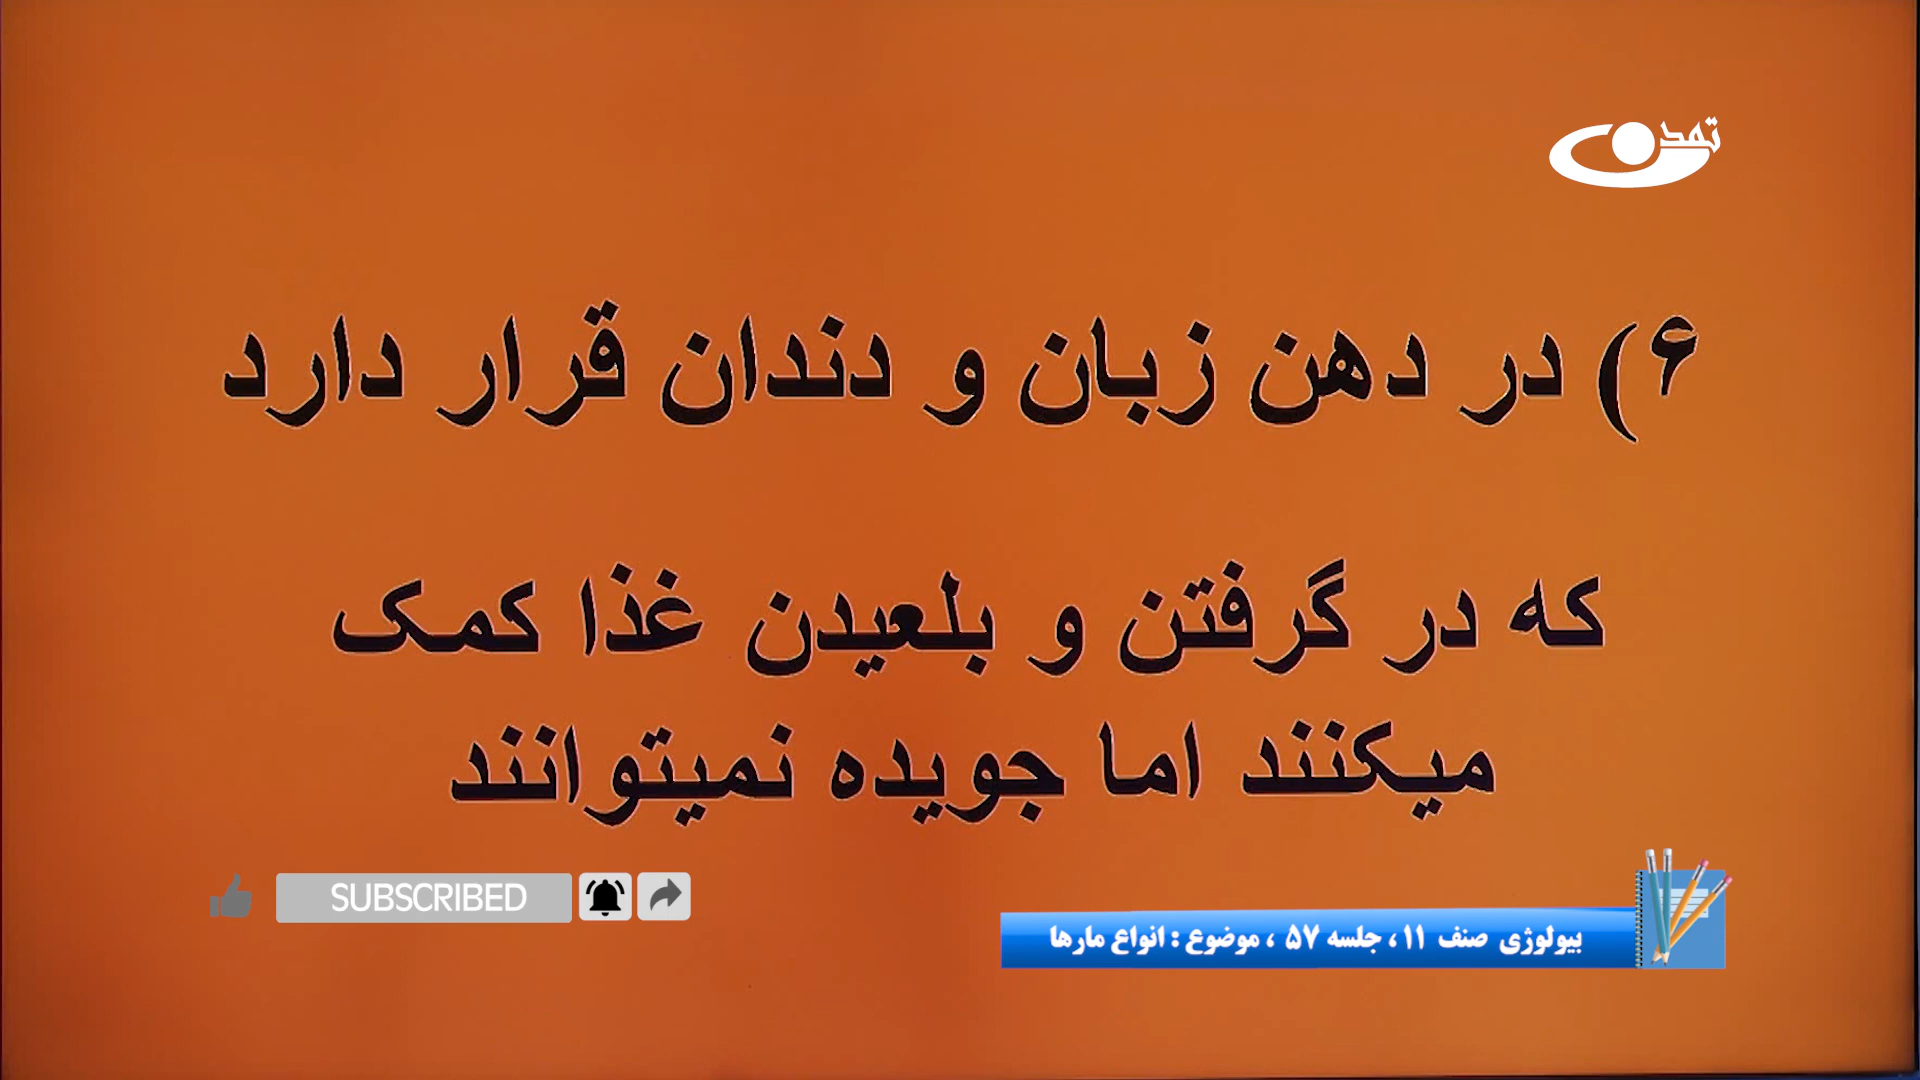 تمدن
۶) در دهن زبان و دندان قرار دارد
که در گرفتن و بلعیدن غذا کمک
میکنند اما جویده نمیتوانند
SUBSCRIBED
بیولوژی صنف ۱۱، جلسه ۵۷ ، موضوع : انواع مارها